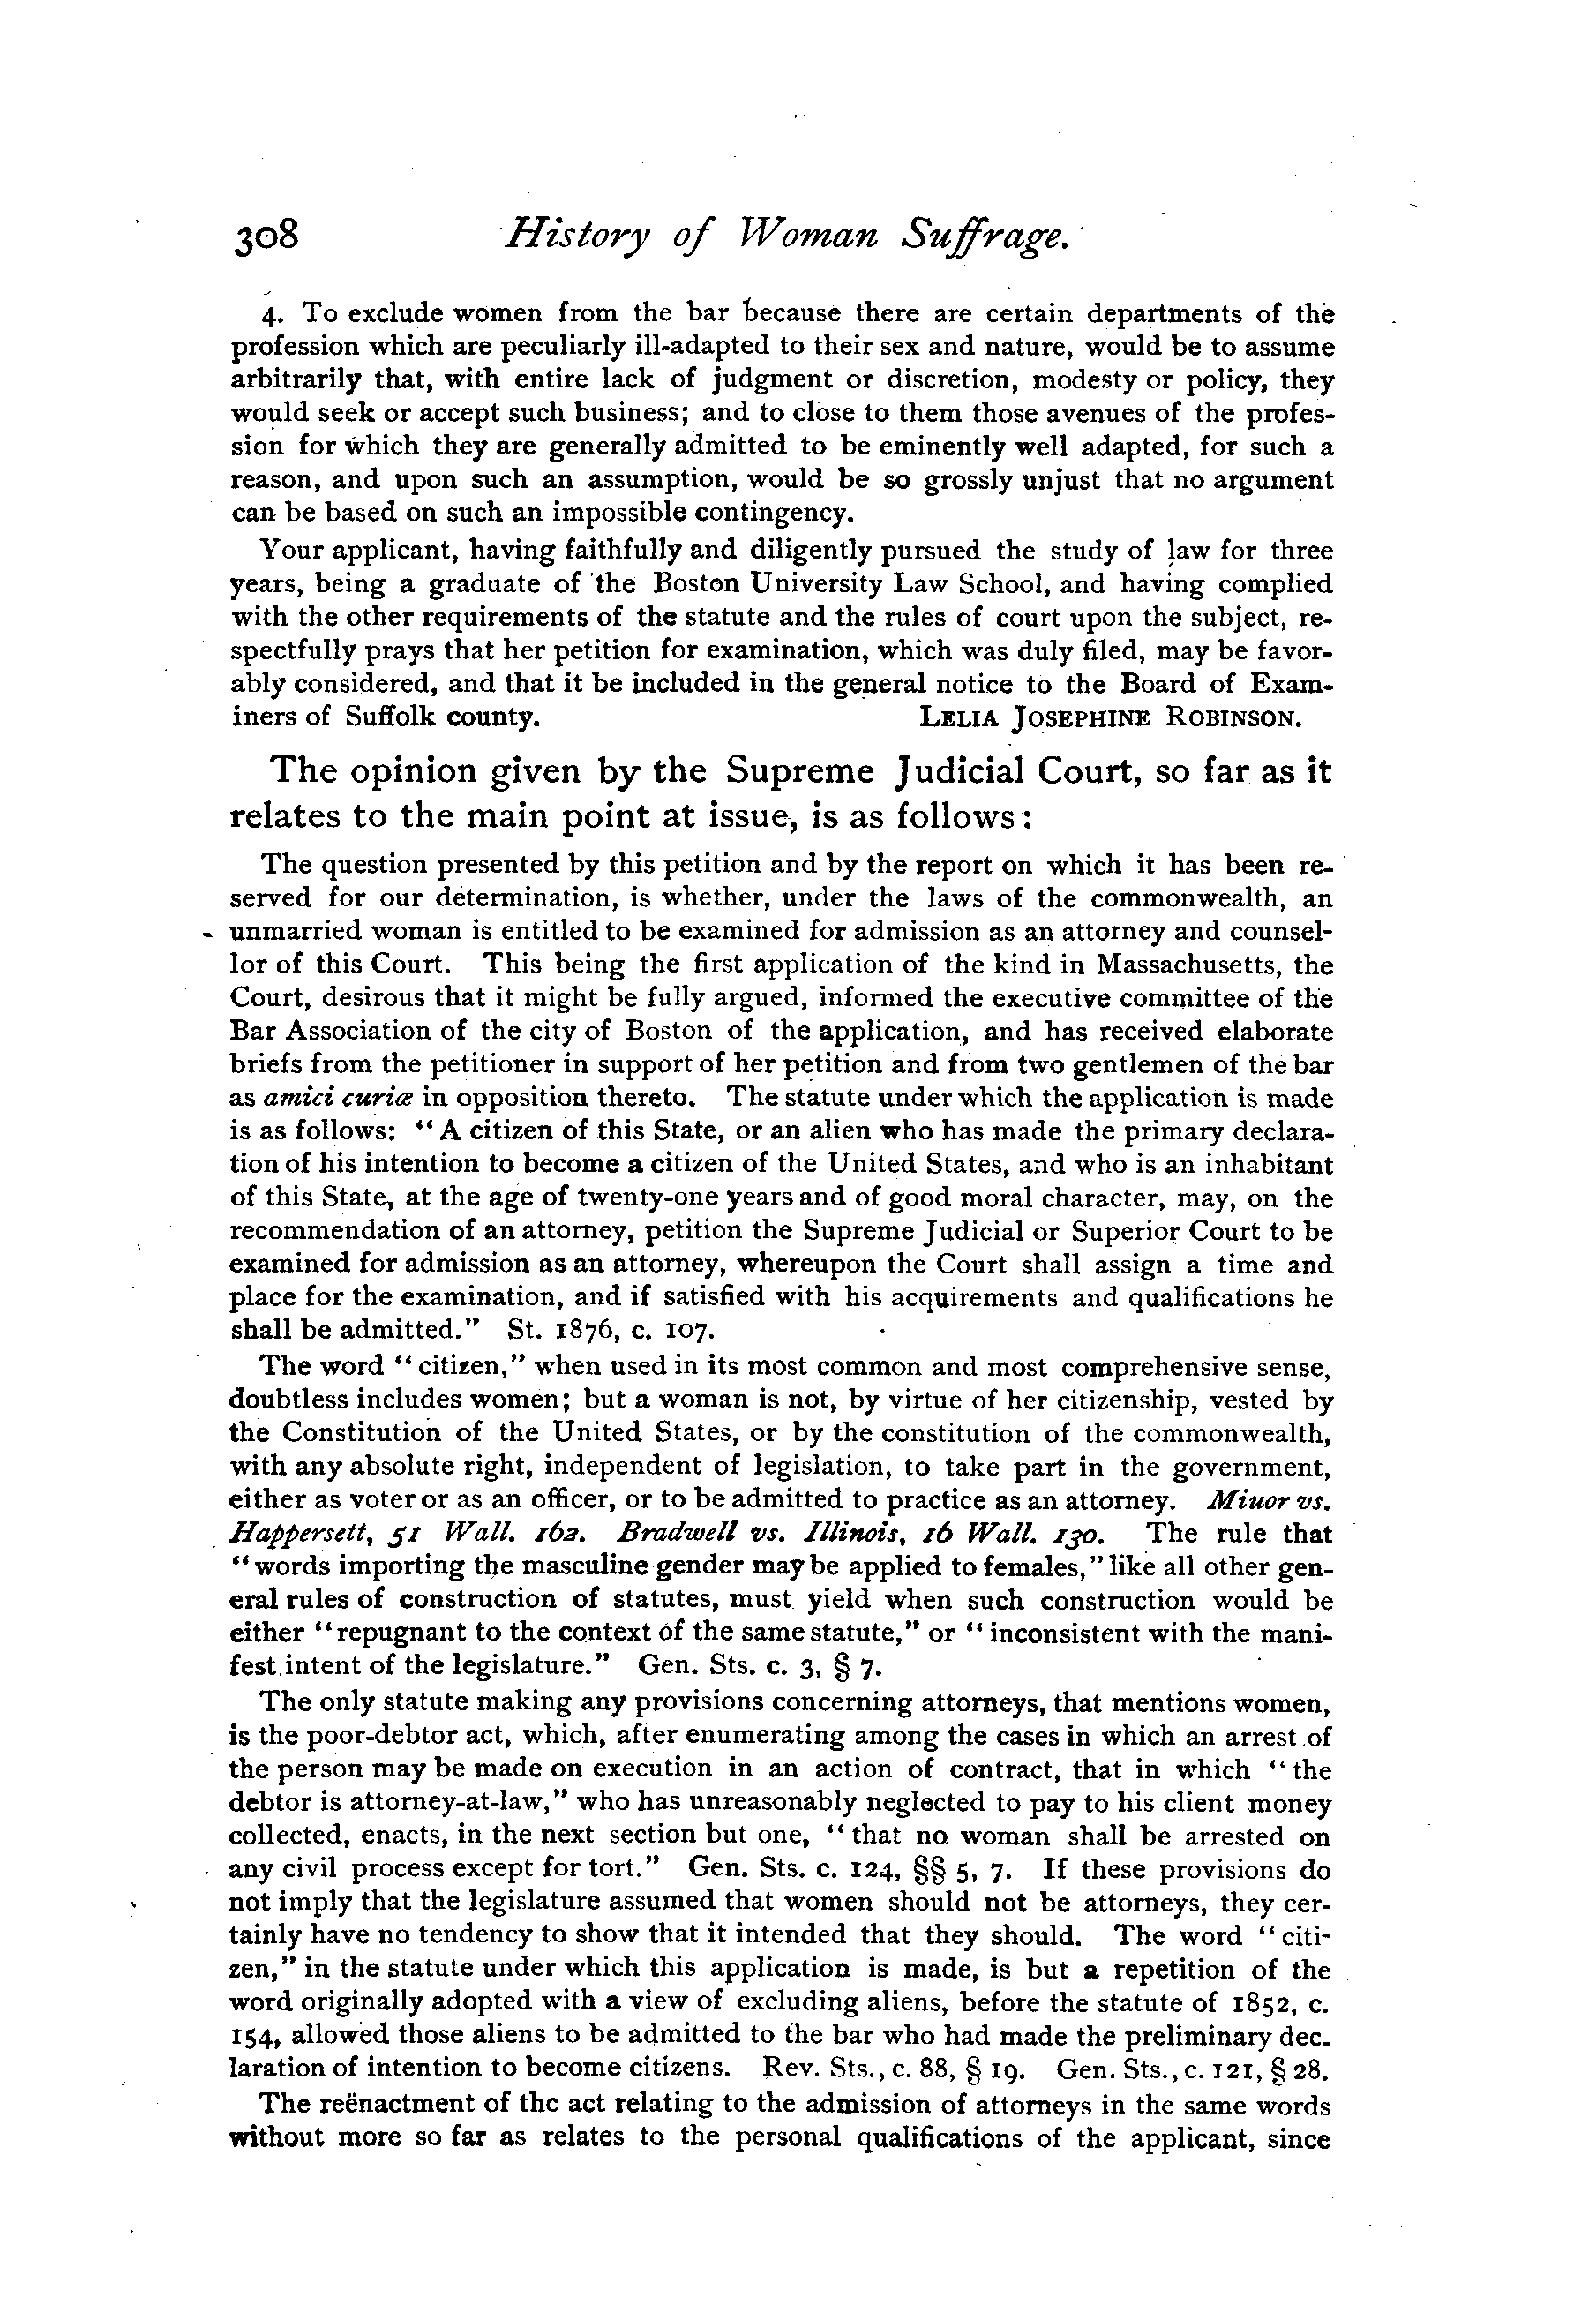 308 History of Woman Suffrage.
4. To exclude women from the bar because there are certain departments of the
profession which are peculiarly ill-adapted to their sex and nature, would be to assume
arbitrarily that, with entire lack of judgment or discretion, modesty or policy, they
would seek or accept such business; and to close to them those avenues of the profes-
sion for which they are generally admitted to be eminently well adapted, for such a
reason, and upon such an assumption, would be so grossly unjust that no argument
can be based on such an impossible contingency.
Your applicant, having faithfully and diligently pursued the study of law for three
years, being a graduate of the Boston University Law School, and having complied
with the other requirements of the statute and the rules of court upon the subject, re-
spectfully prays that her petition for examination, which was duly filed, may be favor-
ably considered, and that it be included in the general notice to the Board of Exam-
iners of Suffolk county. LELIA JOSEPHINE ROBINSON.
The opinion given by the Supreme Judicial Court, so far as it
relates to the main point at issue, is as follows:
The question presented by this petition and by the report on which it has been re-
served for our determination, is whether, under the laws of the commonwealth, an
unmarried woman is entitled to be examined for admission as an attorney and counsel-
lor of this Court. This being the first application of the kind in Massachusetts, the
Court, desirous that it might be fully argued, informed the executive committee of the
Bar Association of the city of Boston of the application, and has received elaborate
briefs from the petitioner in support of her petition and from two gentlemen of the bar
as amici curiæ in opposition thereto. The statute under which the application is made
is as follows: "A citizen of this State, or an alien who has made the primary declara-
tion of his intention to become a citizen of the United States, and who is an inhabitant
of this State, at the age of twenty-one years and of good moral character, may, on the
recommendation of an attorney, petition the Supreme Judicial or Superior Court to be
examined for admission as an attorney, whereupon the Court shall assign a time and
place for the examination, and if satisfied with his acquirements and qualifications he
shall be admitted." St. 1876, c. 107.
The word "citizen," when used in its most common and most comprehensive sense,
doubtless includes women; but a woman is not, by virtue of her citizenship, vested by
the Constitution of the United States, or by the constitution of the commonwealth,
with any absolute right, independent of legislation, to take part in the government,
either as voter or as an officer, or to be admitted to practice as an attorney. Miuor vs.
Happersett, 51 Wall. 162. Bradwell vs. Illinois, 16 Wall. 130. The rule that
"words importing the masculine gender may be applied to females," like all other gen-
eral rules of construction of statutes, must yield when such construction would be
either "repugnant to the context of the same statute," or "inconsistent with the mani-
fest intent of the legislature." Gen. Sts. c. 3, § 7.
The only statute making any provisions concerning attorneys, that mentions women,
is the poor-debtor act, which, after enumerating among the cases in which an arrest of
the person may be made on execution in an action of contract, that in which "the
debtor is attorney-at-law," who has unreasonably neglected to pay to his client money
collected, enacts, in the next section but one, "that no woman shall be arrested on
any civil process except for tort." Gen. Sts. c. 124, §§ 5, 7. If these provisions do
not imply that the legislature assumed that women should not be attorneys, they cer-
tainly have no tendency to show that it intended that they should. The word "citi-
zen," in the statute under which this application is made, is but a repetition of the
word originally adopted with a view of excluding aliens, before the statute of 1852, c.
154, allowed those aliens to be admitted to the bar who had made the preliminary dec-
laration of intention to become citizens. Rev. Sts., c. 88, § 19. Gen. Sts., c. 121, § 28.
The reënactment of the act relating to the admission of attorneys in the same words
without more so far as relates to the personal qualifications of the applicant, since